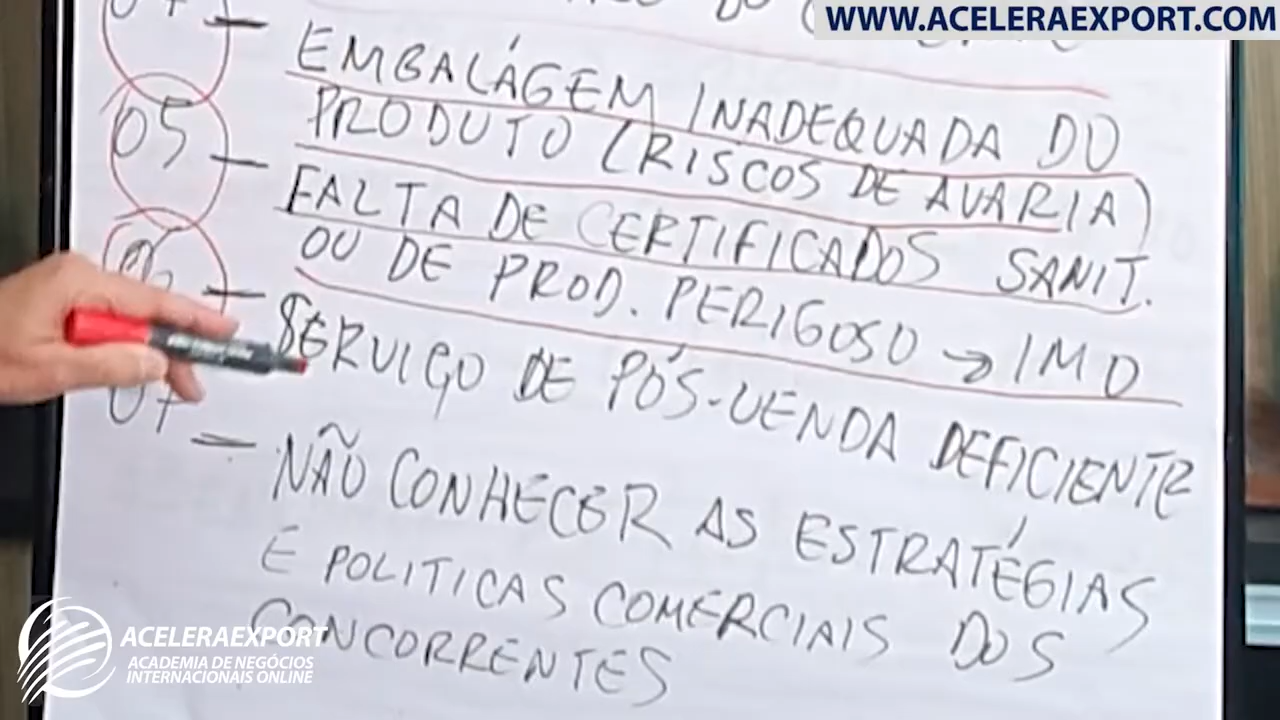 WWW.ACELERAEXPORT.COM
04 — EMBALÁGEM INADEQUADA DO
PRODUTO (RISCOS DE AVARIA)
05 — FALTA DE CERTIFICADOS SANIT.
OU DE PROD. PERIGOSO → IMO
06 — SERVIÇO DE PÓS-VENDA DEFICIENTE
07 — NÃO CONHECER AS ESTRATÉGIAS
E POLITICAS COMERCIAIS DOS
CONCORRENTES
ACELERAEXPORT
ACADEMIA DE NEGÓCIOS
INTERNACIONAIS ONLINE